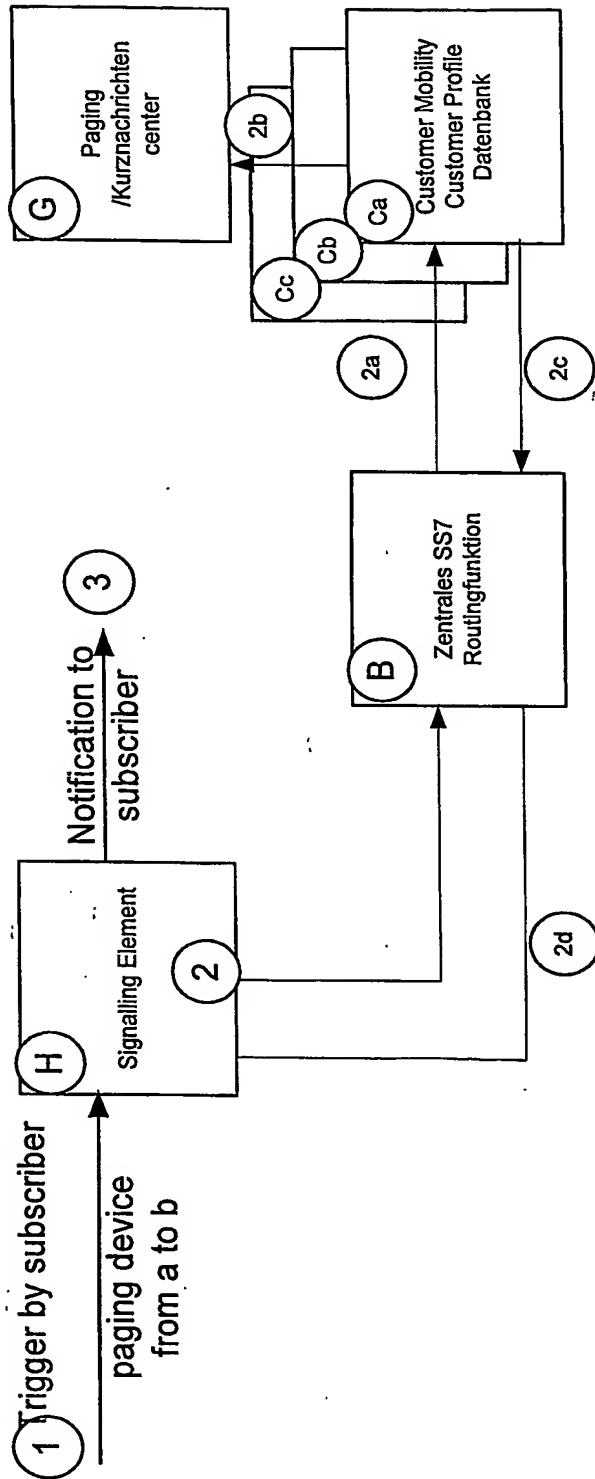 1
Trigger by subscriber
paging device
from a to b
H
Signalling Element
2
Notification to
subscriber
3
B
Zentrales SS7
Routingfunktion
2a
2c
2d
G
Paging
/Kurznachrichten
center
2b
Cc
Cb
Ca
Customer Mobility
Customer Profile
Datenbank